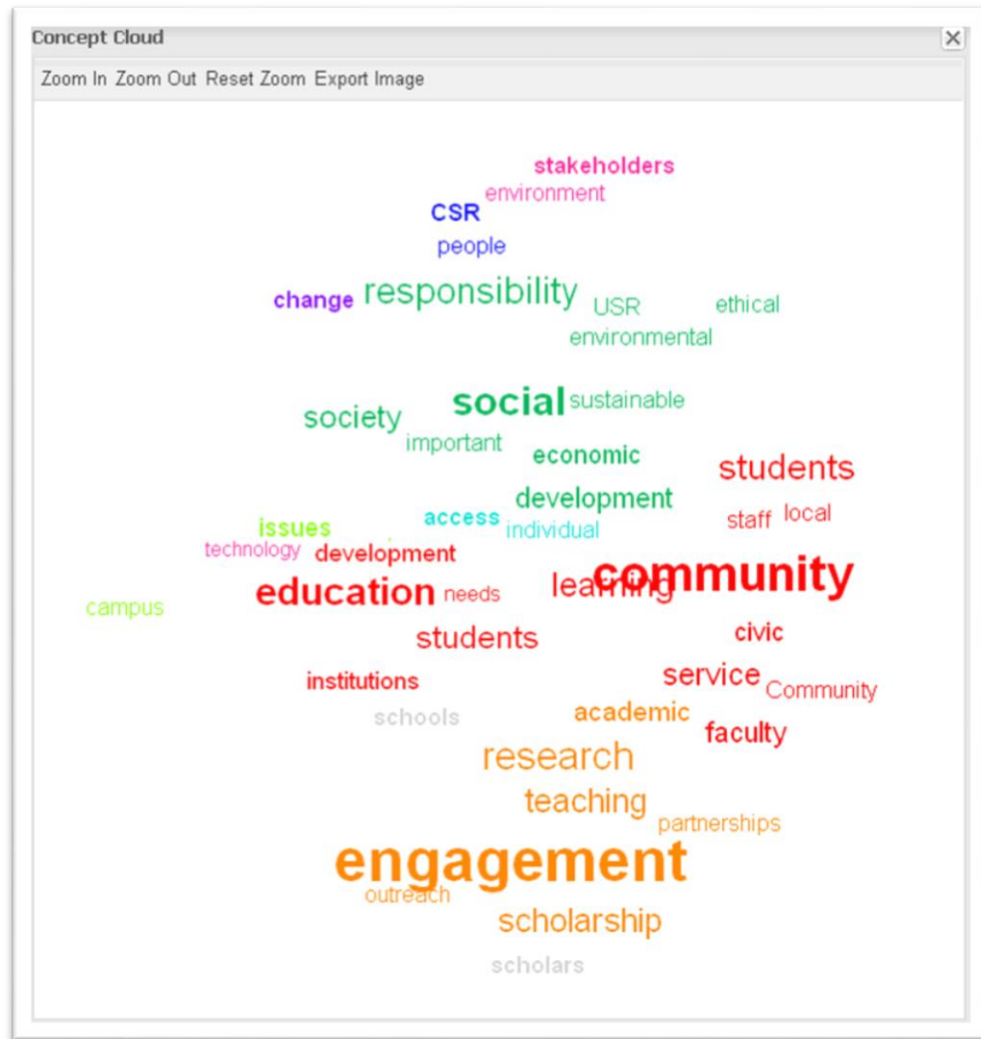 Concept Cloud
Zoom In Zoom Out Reset Zoom Export Image
stakeholders
environment
CSR
people
change responsibility USR ethical
environmental
social sustainable
society
important
economic
students
development
access
individual
staff local
issues
technology development
community
learning
education needs
campus
students
civic
institutions
service
Community
schools
academic
faculty
research
teaching
partnerships
engagement
outreach
scholarship
scholars